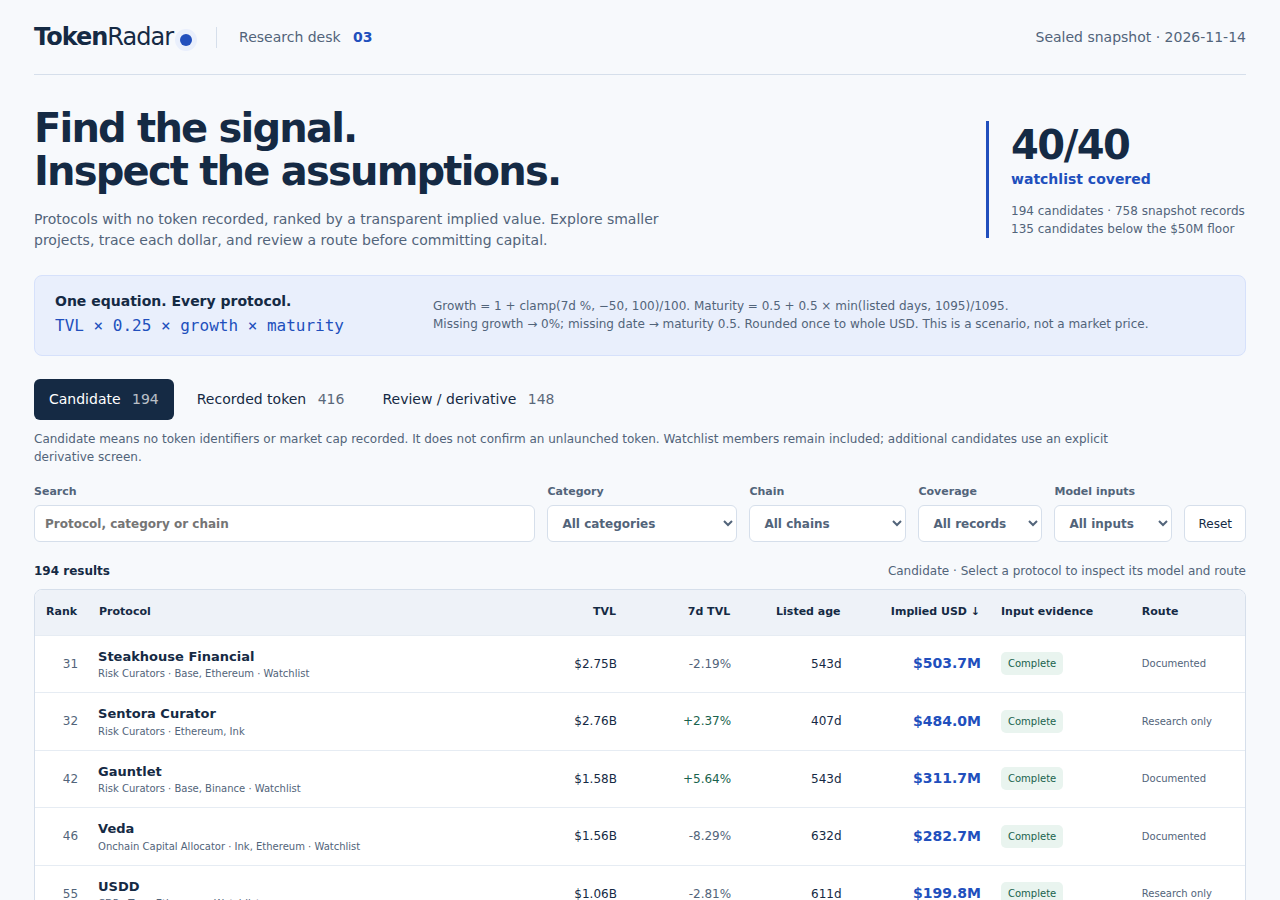 TokenRadar
Research desk 03
Sealed snapshot · 2026-11-14
Find the signal.
Inspect the assumptions.
Protocols with no token recorded, ranked by a transparent implied value. Explore smaller
projects, trace each dollar, and review a route before committing capital.
40/40
watchlist covered
194 candidates · 758 snapshot records
135 candidates below the $50M floor
One equation. Every protocol.
TVL × 0.25 × growth × maturity
Growth = 1 + clamp(7d %, −50, 100)/100. Maturity = 0.5 + 0.5 × min(listed days, 1095)/1095.
Missing growth → 0%; missing date → maturity 0.5. Rounded once to whole USD. This is a scenario, not a market price.
Candidate 194
Recorded token 416
Review / derivative 148
Candidate means no token identifiers or market cap recorded. It does not confirm an unlaunched token. Watchlist members remain included; additional candidates use an explicit
derivative screen.
Search Category Chain Coverage Model inputs
Protocol, category or chain All categories All chains All records All inputs Reset
194 results
Candidate · Select a protocol to inspect its model and route
Rank Protocol TVL 7d TVL Listed age Implied USD ↓ Input evidence Route
31 Steakhouse Financial $2.75B -2.19% 543d $503.7M Complete Documented
Risk Curators · Base, Ethereum · Watchlist
32 Sentora Curator $2.76B +2.37% 407d $484.0M Complete Research only
Risk Curators · Ethereum, Ink
42 Gauntlet $1.58B +5.64% 543d $311.7M Complete Documented
Risk Curators · Base, Binance · Watchlist
46 Veda $1.56B -8.29% 632d $282.7M Complete Documented
Onchain Capital Allocator · Ink, Ethereum · Watchlist
55 USDD $1.06B -2.81% 611d $199.8M Complete Research only